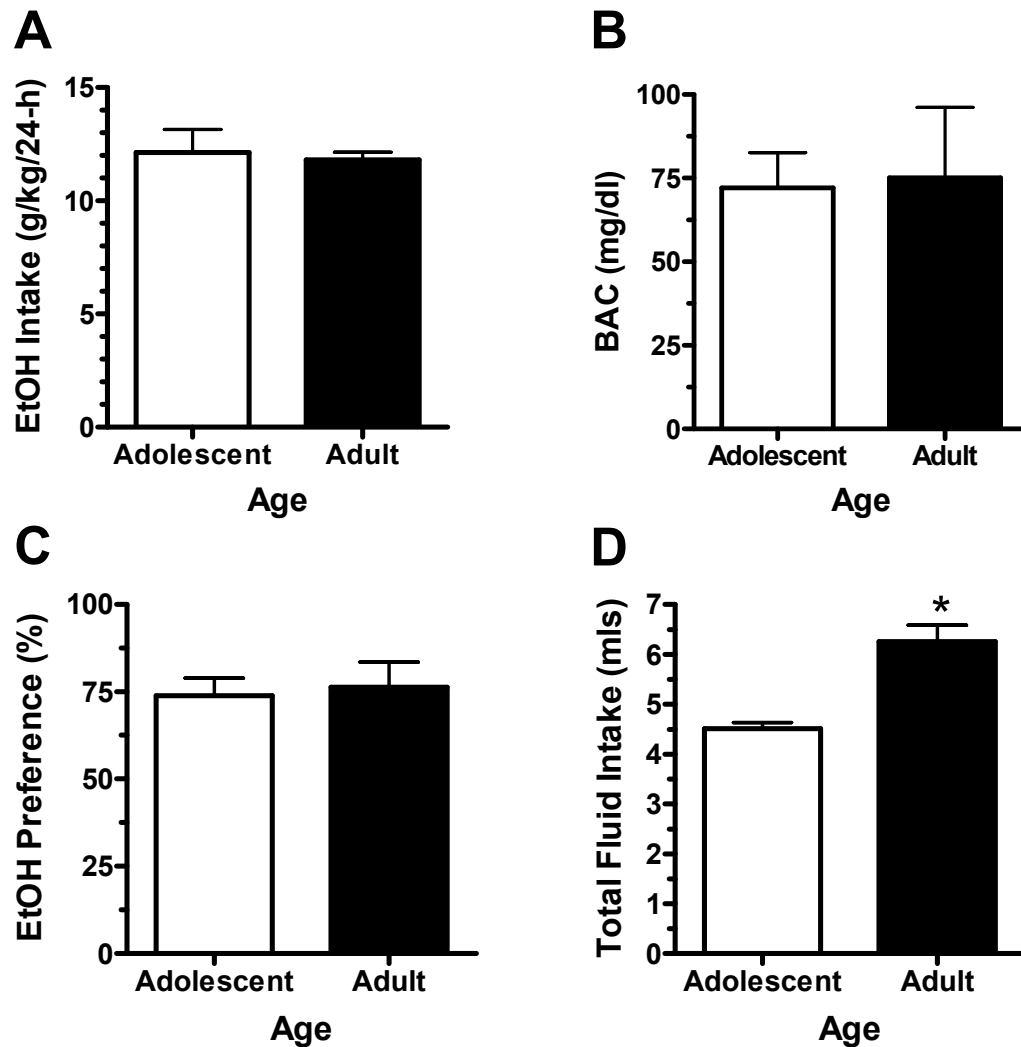 A
EtOH Intake (g/kg/24-h)
15
10
5
0
Adolescent Adult
Age
B
BAC (mg/dl)
100
75
50
25
0
Adolescent Adult
Age
C
EtOH Preference (%)
100
75
50
25
0
Adolescent Adult
Age
D
Total Fluid Intake (mls)
7
6
5
4
3
2
1
0
*
Adolescent Adult
Age